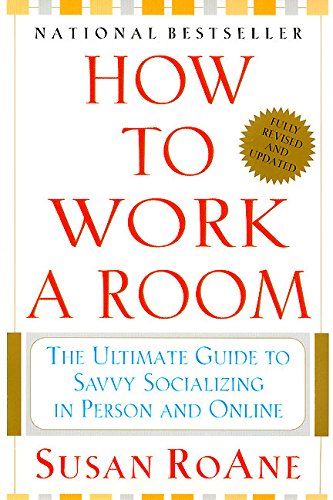 NATIONAL BESTSELLER
HOW
TO
WORK
A ROOM
FULLY
REVISED
AND
UPDATED
THE ULTIMATE GUIDE TO
SAVVY SOCIALIZING
IN PERSON AND ONLINE
SUSAN ROANE